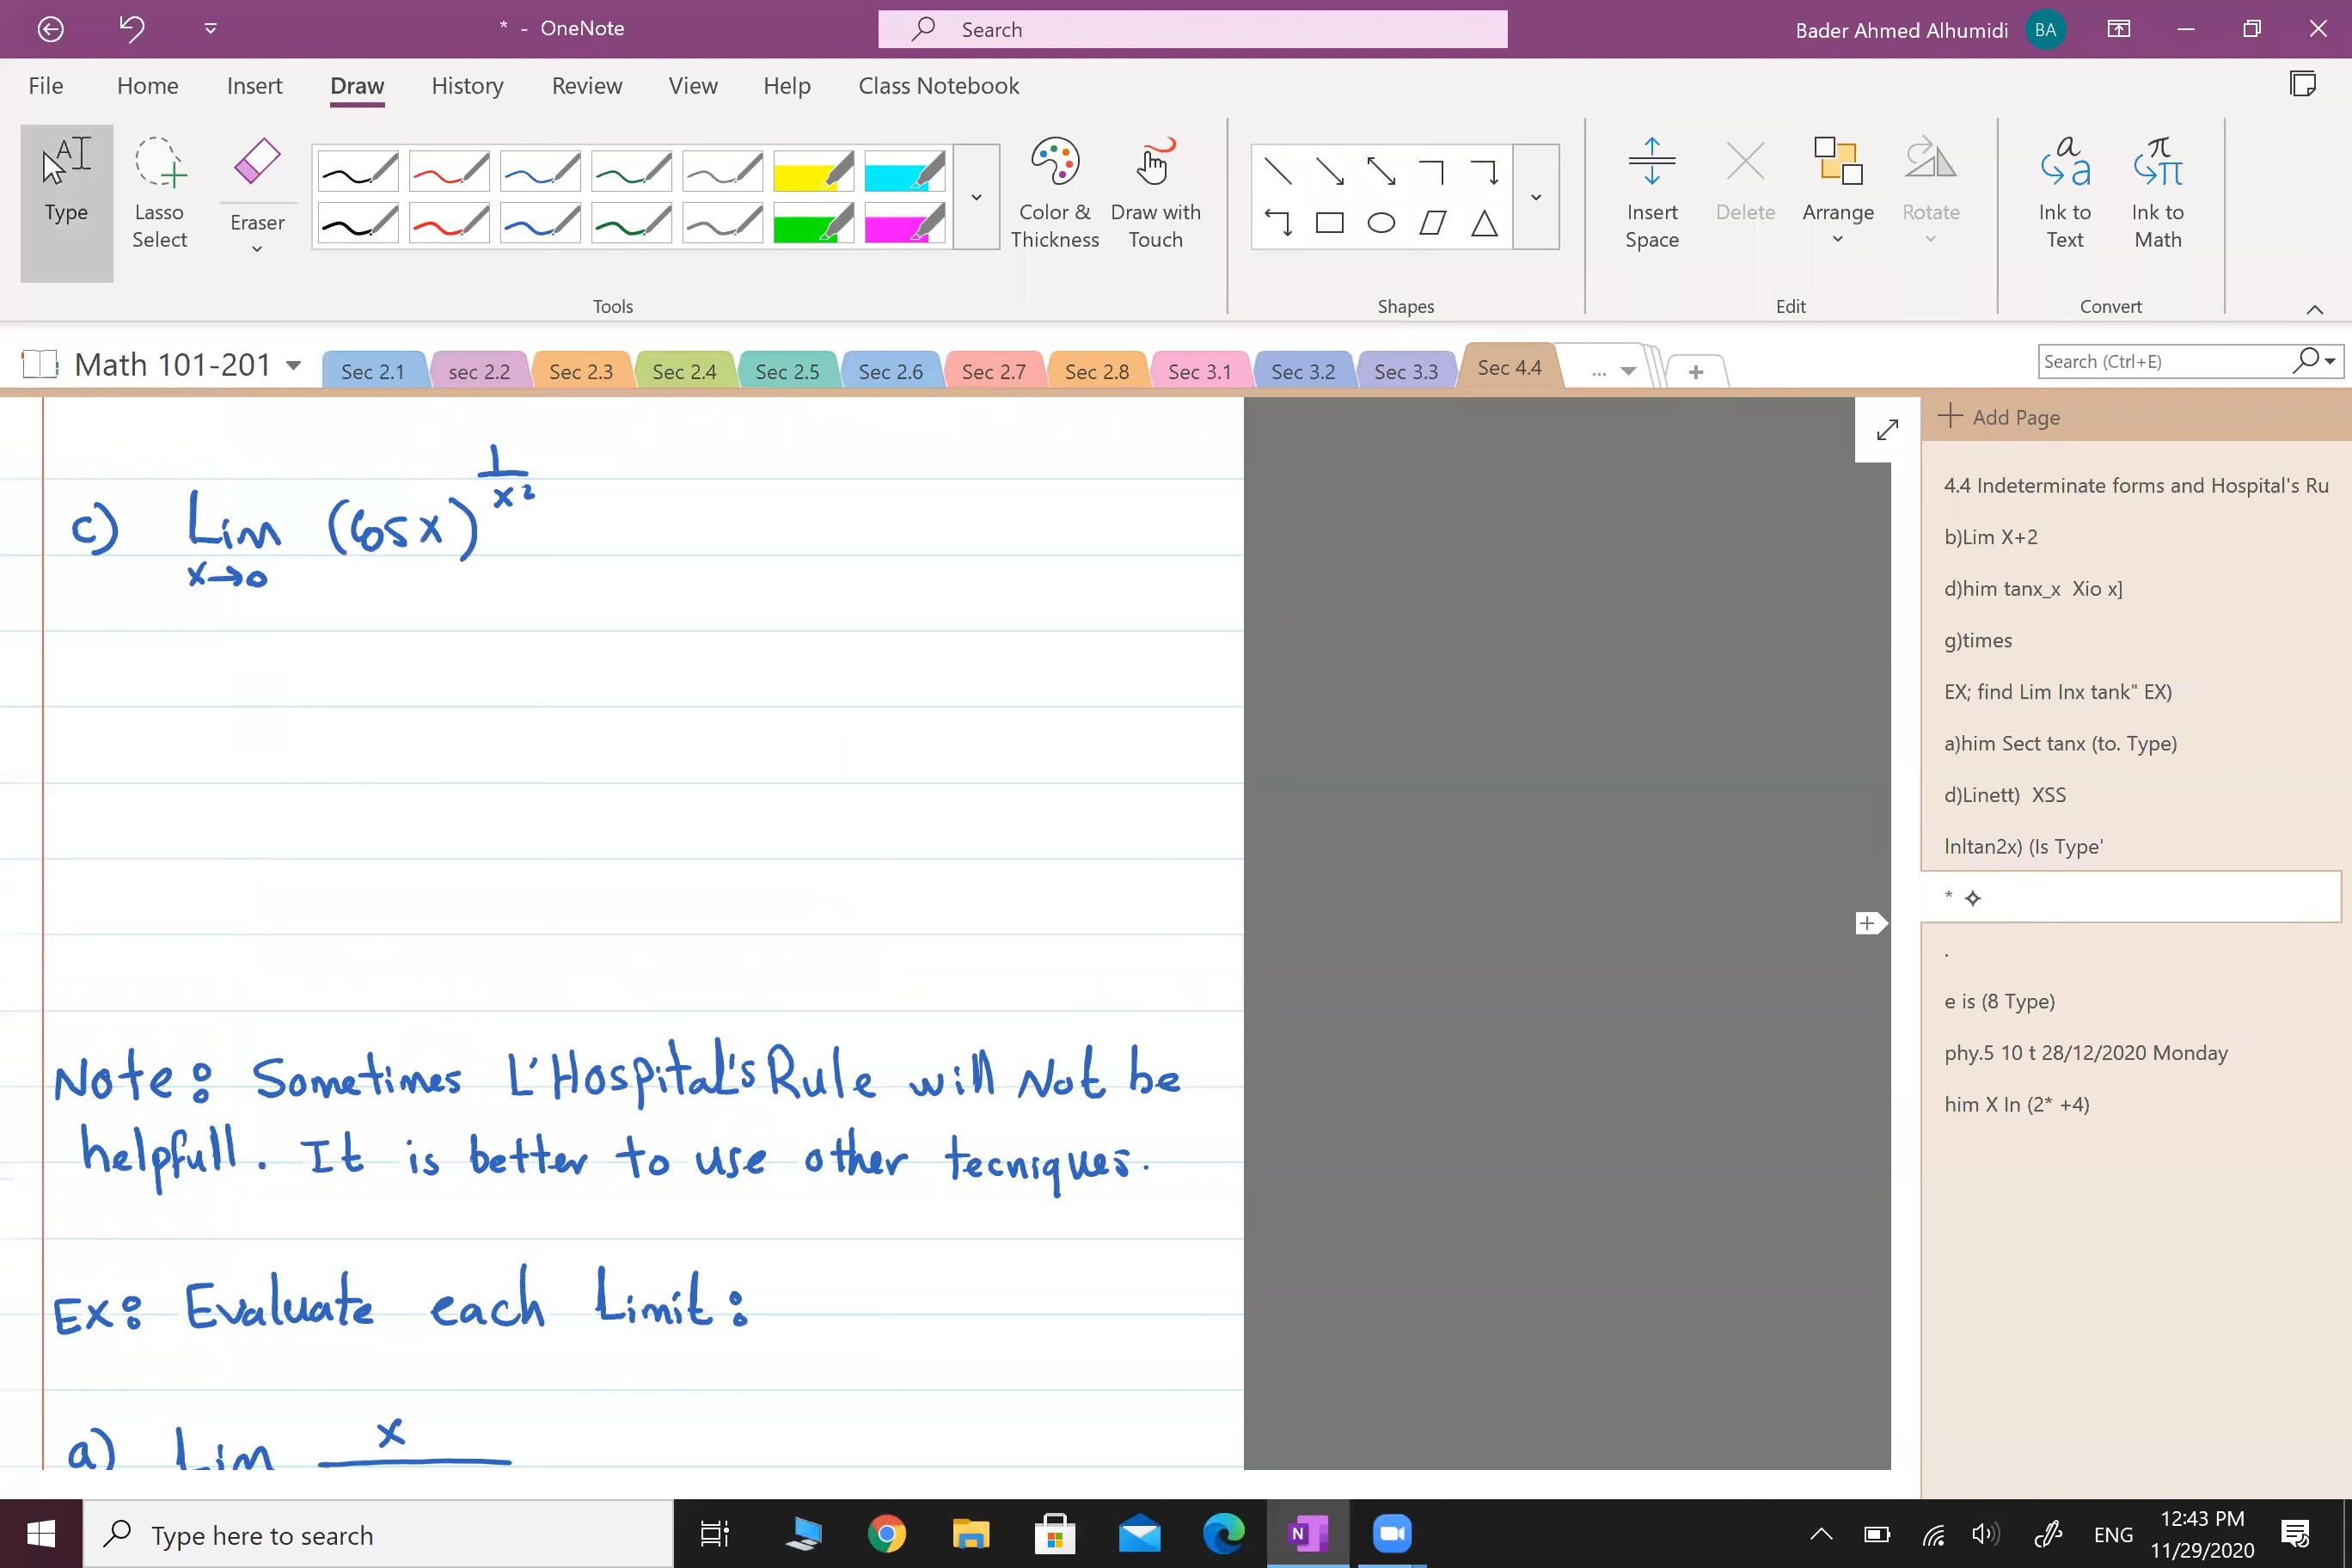 * - OneNote
Search
Bader Ahmed Alhumidi
BA
File Home Insert Draw History Review View Help Class Notebook
Type
Lasso Select
Eraser
Color & Thickness
Draw with Touch
Insert Space
Delete
Arrange
Rotate
Ink to Text
Ink to Math
Tools
Shapes
Edit
Convert
Math 101-201
Sec 2.1 sec 2.2 Sec 2.3 Sec 2.4 Sec 2.5 Sec 2.6 Sec 2.7 Sec 2.8 Sec 3.1 Sec 3.2 Sec 3.3 Sec 4.4 ... +
Search (Ctrl+E)
c) Lim x→0 (Cos x)^(1/x²)
Note: Sometimes L'Hospital's Rule will Not be
helpfull. It is better to use other tecniques.
Ex: Evaluate each Limit:
a) Lim x
+ Add Page
4.4 Indeterminate forms and Hospital's Ru
b)Lim X+2
d)him tanx_x Xio x]
g)times
EX; find Lim Inx tank" EX)
a)him Sect tanx (to. Type)
d)Linett) XSS
lnltan2x) (ls Type'
*
.
e is (8 Type)
phy.5 10 t 28/12/2020 Monday
him X In (2* +4)
Type here to search
ENG
12:43 PM
11/29/2020